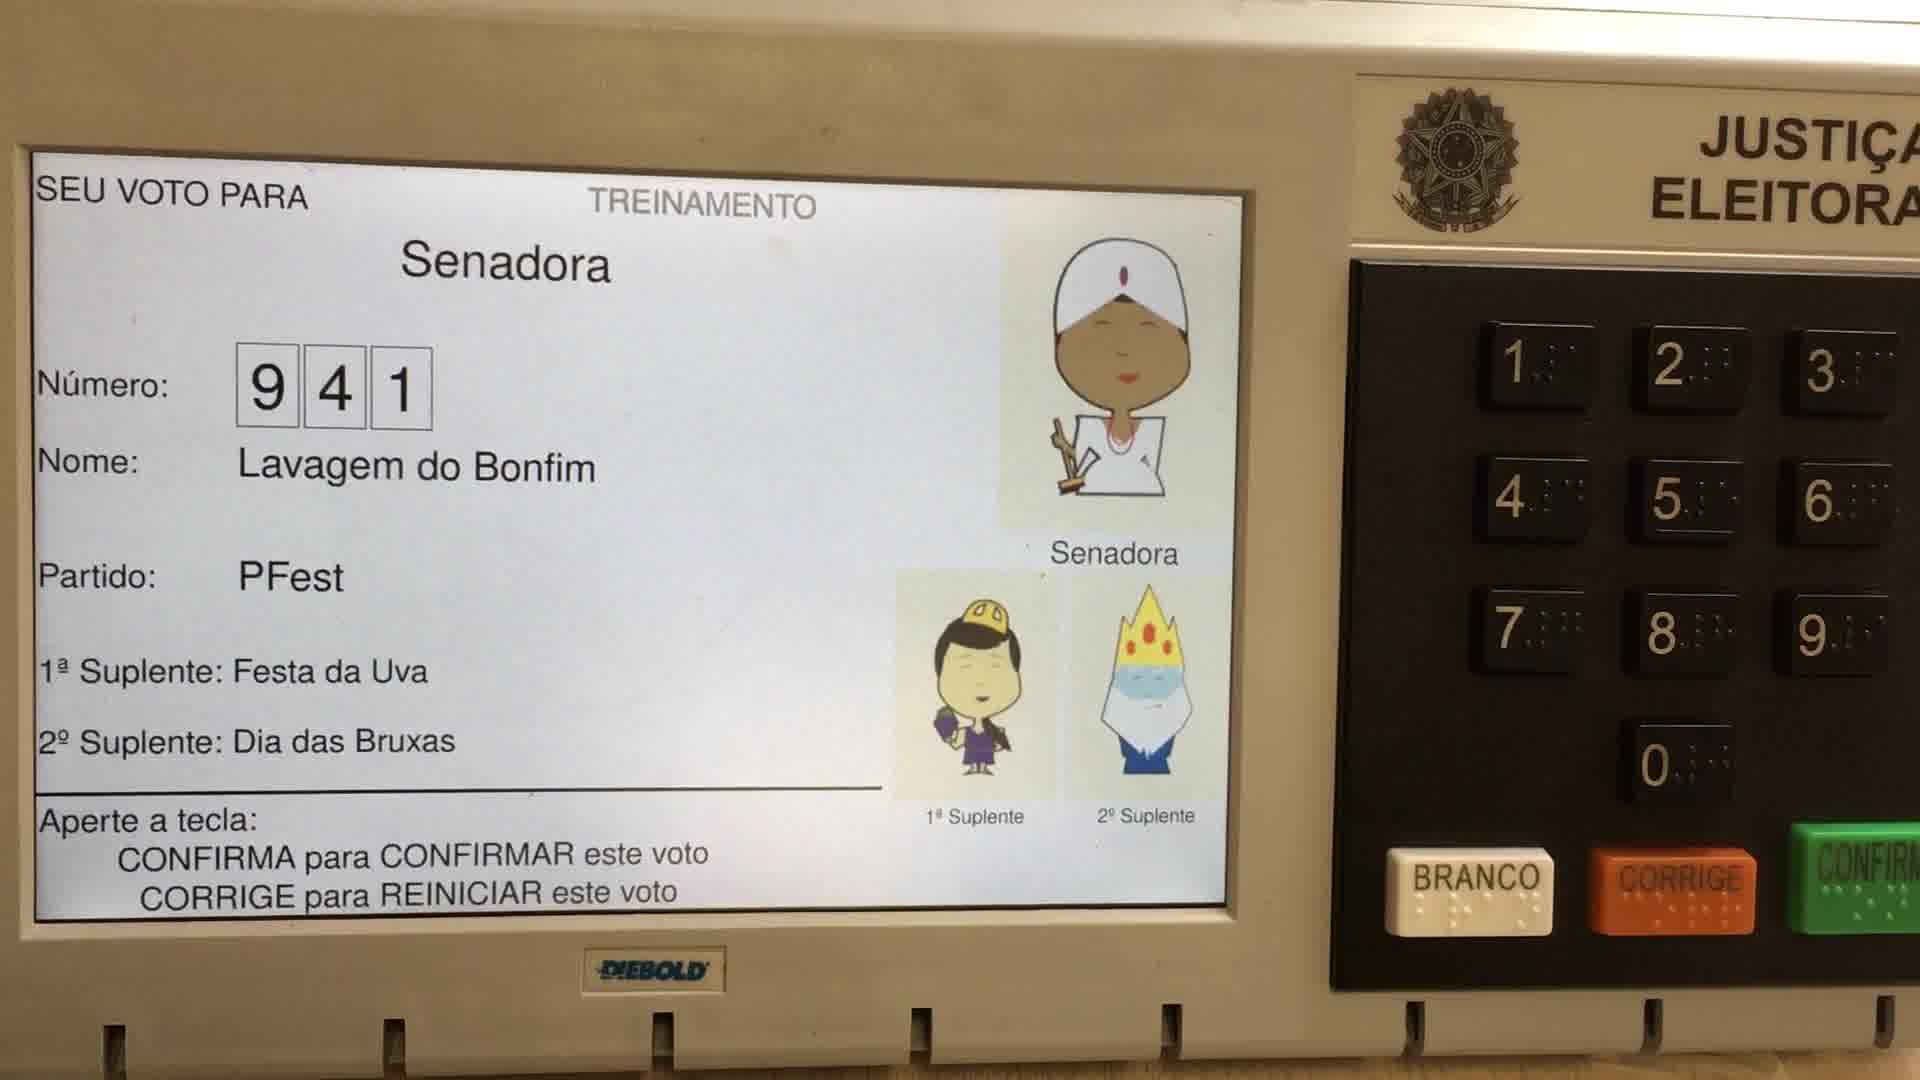 SEU VOTO PARA
TREINAMENTO
Senadora
Número: 9 4 1
Nome: Lavagem do Bonfim
Partido: PFest
1ª Suplente: Festa da Uva
2º Suplente: Dia das Bruxas
Aperte a tecla:
CONFIRMA para CONFIRMAR este voto
CORRIGE para REINICIAR este voto
Senadora
1ª Suplente
2º Suplente
DIEBOLD
JUSTIÇA
ELEITORA
1 2 3
4 5 6
7 8 9
0
BRANCO CORRIGE CONFIRM